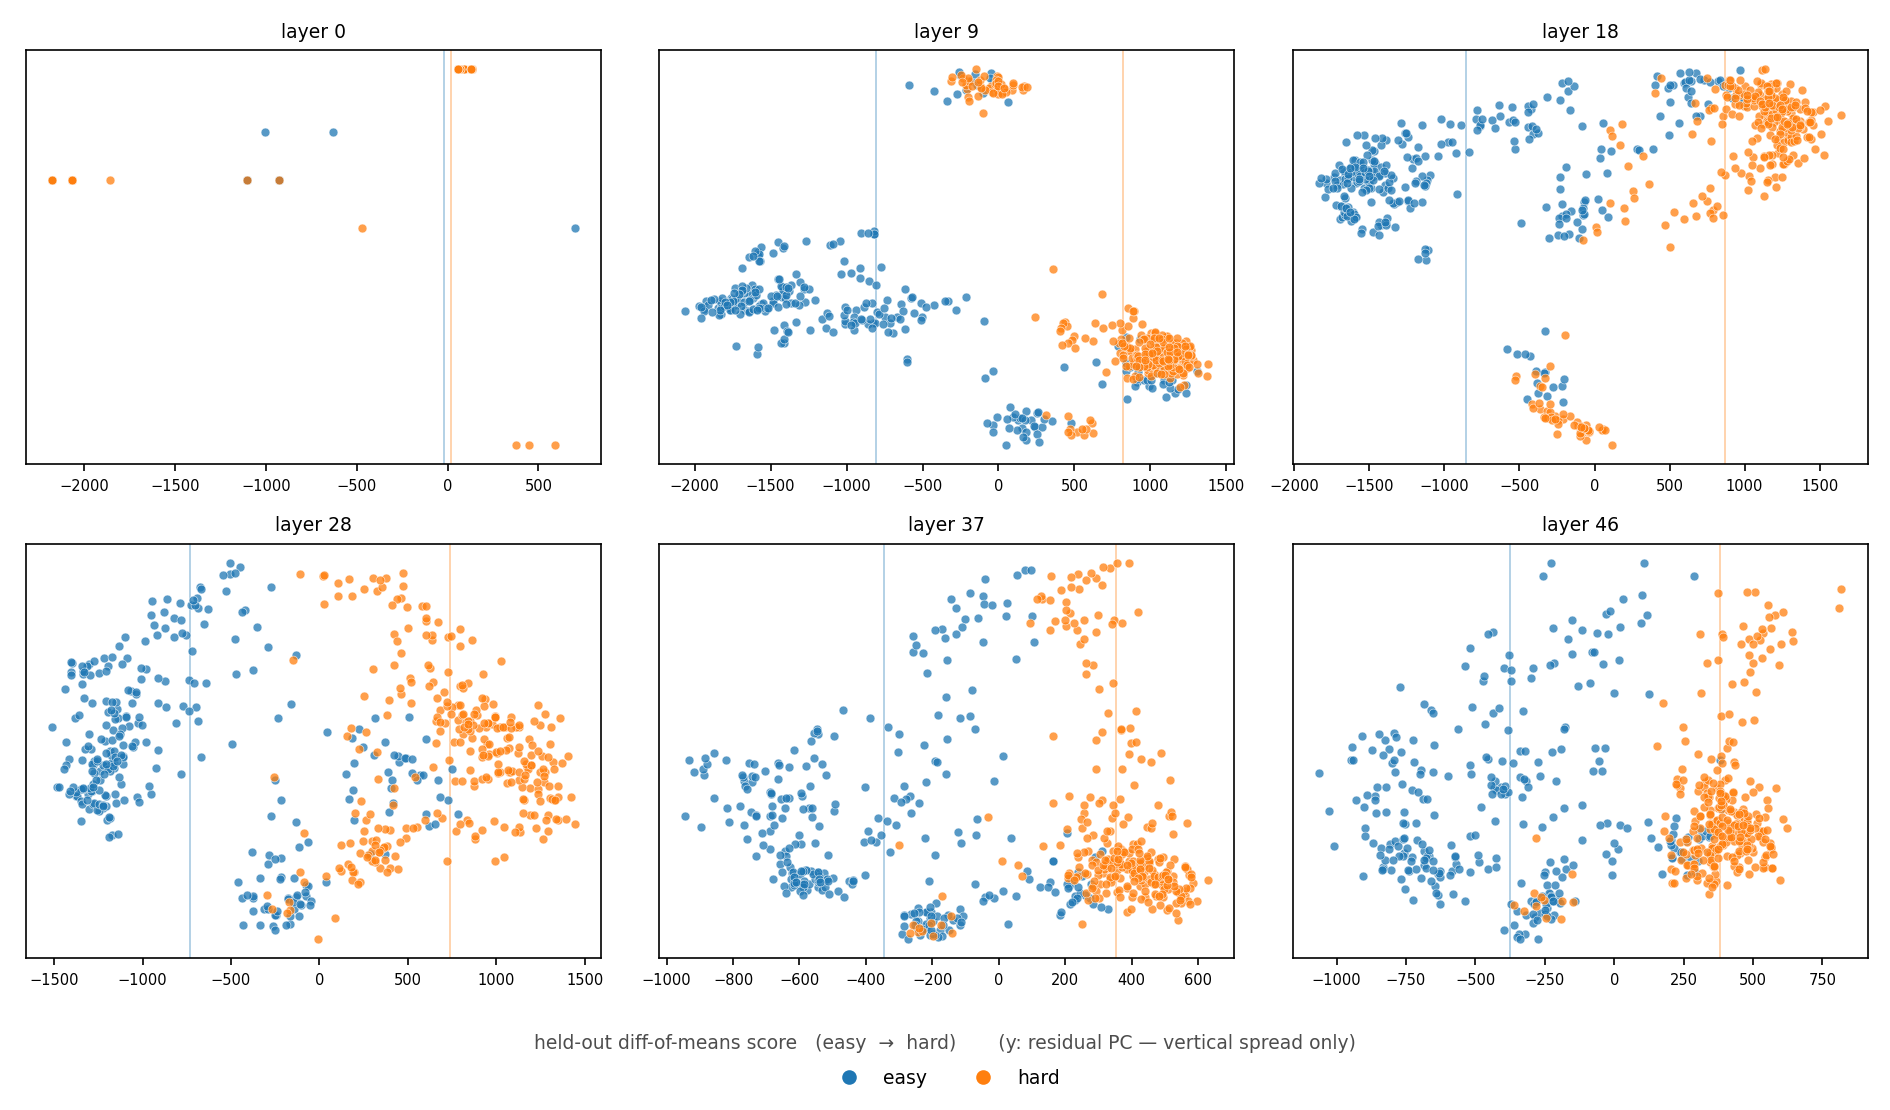 layer 0
layer 9
layer 18
−2000 −1500 −1000 −500 0 500
−2000 −1500 −1000 −500 0 500 1000 1500
−2000 −1500 −1000 −500 0 500 1000 1500
layer 28
layer 37
layer 46
−1500 −1000 −500 0 500 1000 1500
−1000 −800 −600 −400 −200 0 200 400 600
−1000 −750 −500 −250 0 250 500 750
held-out diff-of-means score (easy → hard) (y: residual PC — vertical spread only)
easy hard